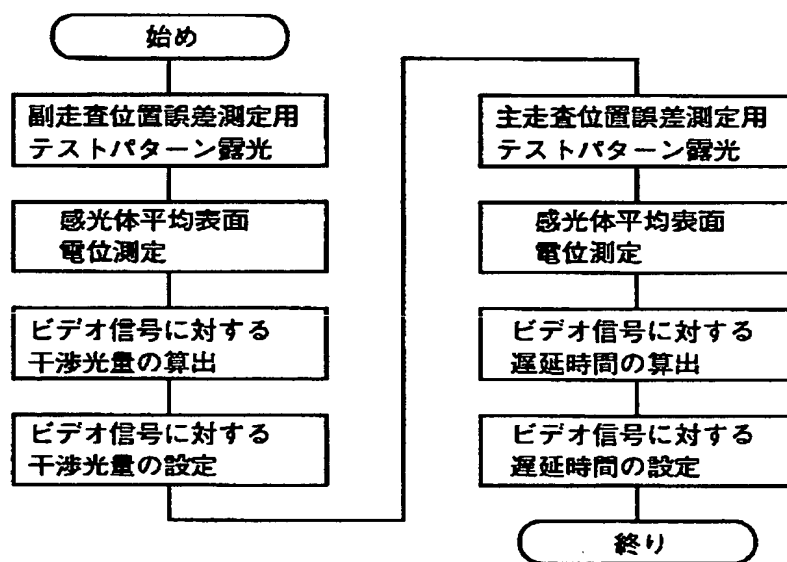 始め
副走査位置誤差測定用
テストパターン露光
感光体平均表面
電位測定
ビデオ信号に対する
干渉光量の算出
ビデオ信号に対する
干渉光量の設定
主走査位置誤差測定用
テストパターン露光
感光体平均表面
電位測定
ビデオ信号に対する
遅延時間の算出
ビデオ信号に対する
遅延時間の設定
終り